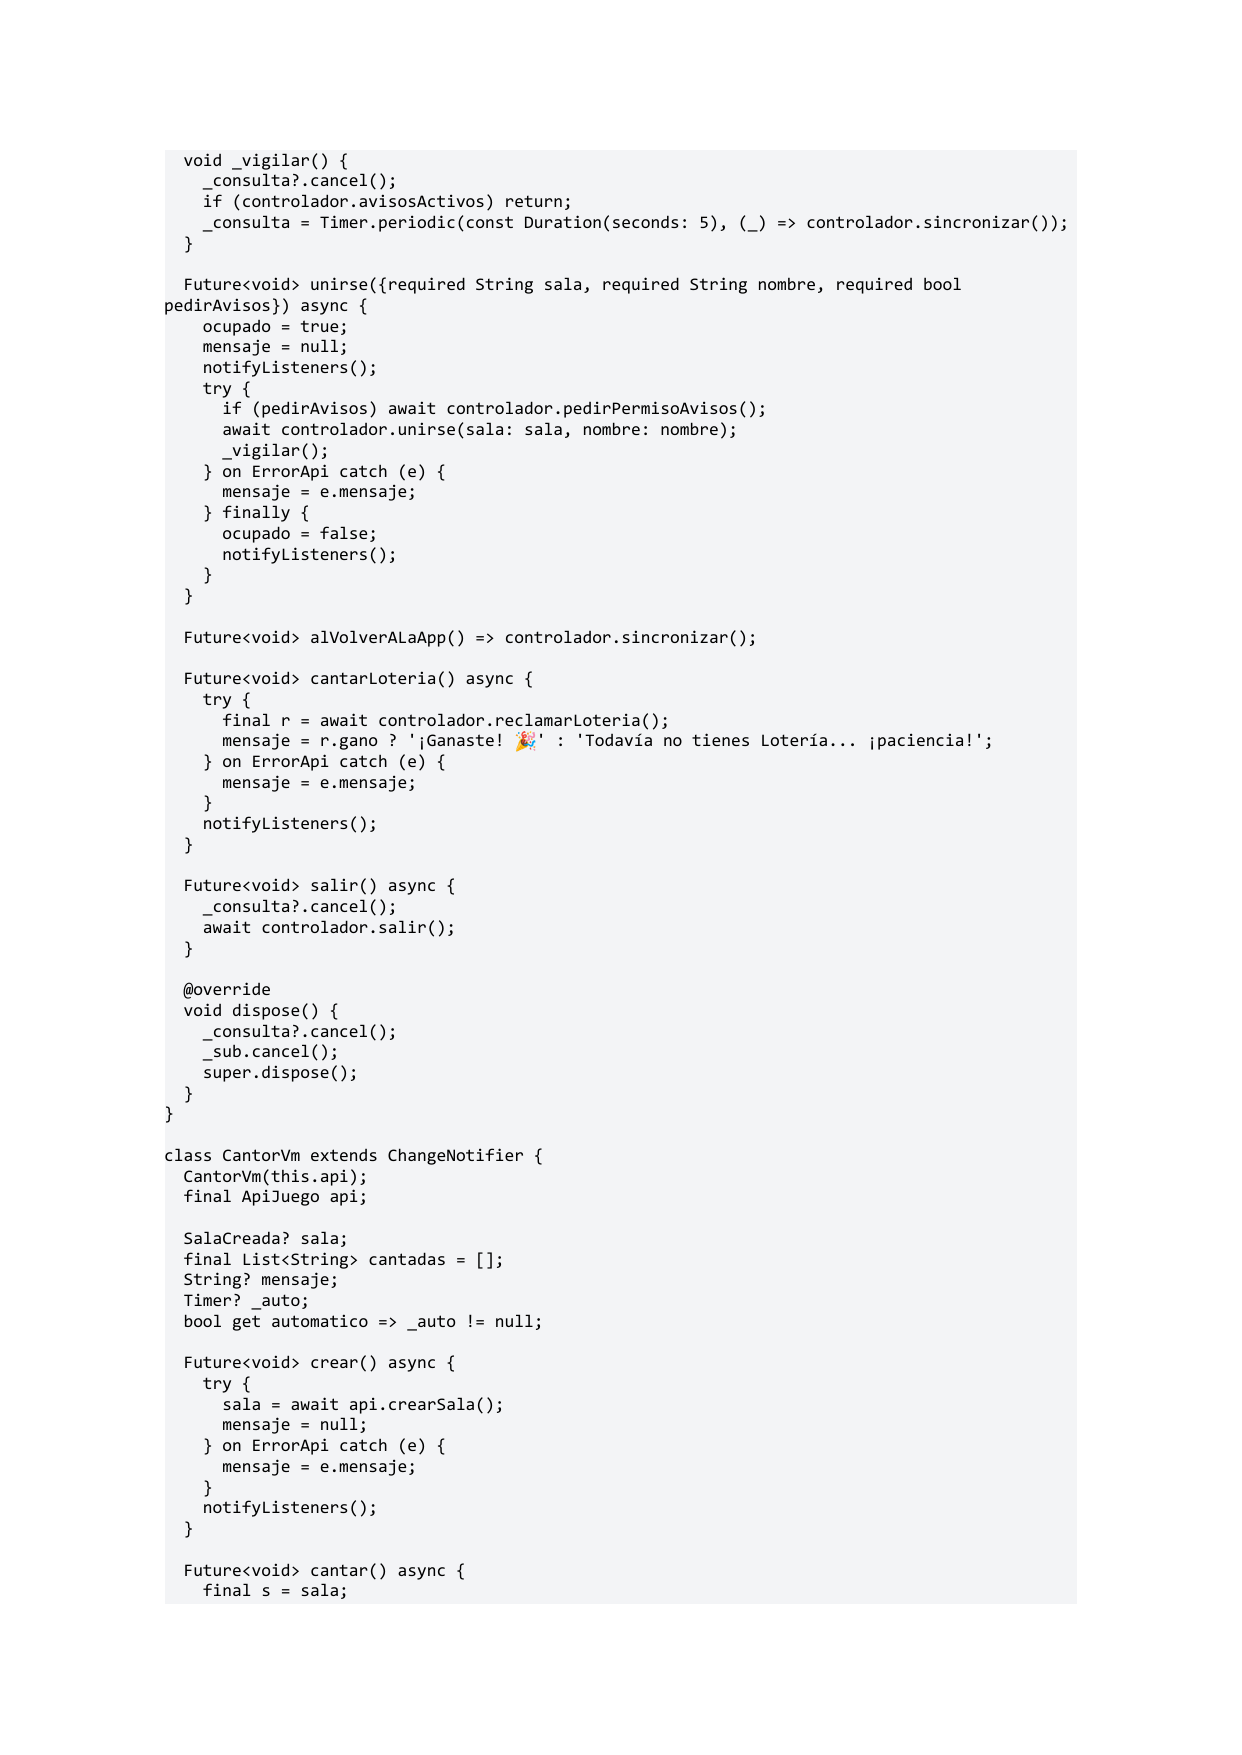 void _vigilar() {
    _consulta?.cancel();
    if (controlador.avisosActivos) return;
    _consulta = Timer.periodic(const Duration(seconds: 5), (_) => controlador.sincronizar());
  }

  Future<void> unirse({required String sala, required String nombre, required bool
pedirAvisos}) async {
    ocupado = true;
    mensaje = null;
    notifyListeners();
    try {
      if (pedirAvisos) await controlador.pedirPermisoAvisos();
      await controlador.unirse(sala: sala, nombre: nombre);
      _vigilar();
    } on ErrorApi catch (e) {
      mensaje = e.mensaje;
    } finally {
      ocupado = false;
      notifyListeners();
    }
  }

  Future<void> alVolverALaApp() => controlador.sincronizar();

  Future<void> cantarLoteria() async {
    try {
      final r = await controlador.reclamarLoteria();
      mensaje = r.gano ? '¡Ganaste! 🎉' : 'Todavía no tienes Lotería... ¡paciencia!';
    } on ErrorApi catch (e) {
      mensaje = e.mensaje;
    }
    notifyListeners();
  }

  Future<void> salir() async {
    _consulta?.cancel();
    await controlador.salir();
  }

  @override
  void dispose() {
    _consulta?.cancel();
    _sub.cancel();
    super.dispose();
  }
}

class CantorVm extends ChangeNotifier {
  CantorVm(this.api);
  final ApiJuego api;

  SalaCreada? sala;
  final List<String> cantadas = [];
  String? mensaje;
  Timer? _auto;
  bool get automatico => _auto != null;

  Future<void> crear() async {
    try {
      sala = await api.crearSala();
      mensaje = null;
    } on ErrorApi catch (e) {
      mensaje = e.mensaje;
    }
    notifyListeners();
  }

  Future<void> cantar() async {
    final s = sala;